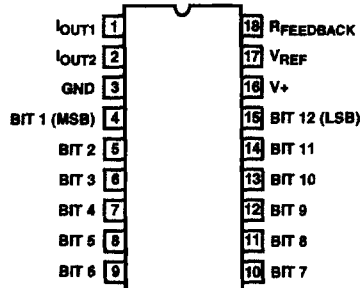 IOUT1 1 18 RFEEDBACK
IOUT2 2 17 VREF
GND 3 16 V+
BIT 1 (MSB) 4 15 BIT 12 (LSB)
BIT 2 5 14 BIT 11
BIT 3 6 13 BIT 10
BIT 4 7 12 BIT 9
BIT 5 8 11 BIT 8
BIT 6 9 10 BIT 7